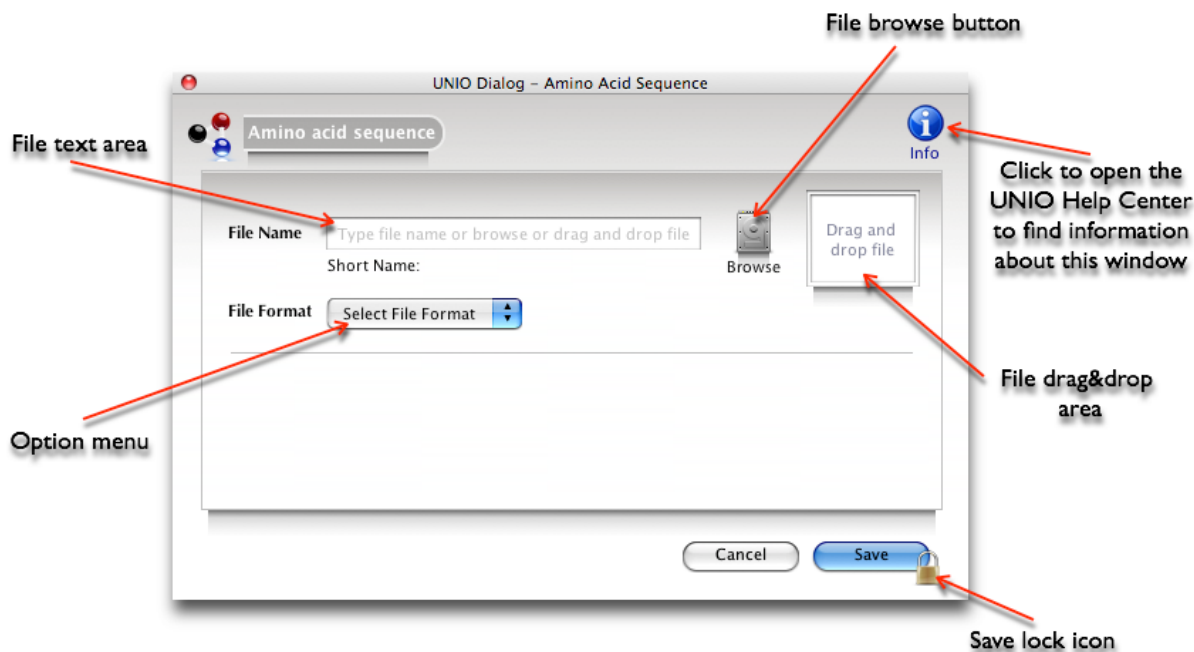 File browse button
UNIO Dialog – Amino Acid Sequence
Amino acid sequence
Info
File text area
Click to open the
UNIO Help Center
to find information
about this window
File Name
Type file name or browse or drag and drop file
Browse
Drag and
drop file
Short Name:
File Format
Select File Format
File drag&drop
area
Option menu
Cancel
Save
Save lock icon